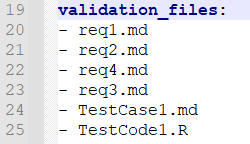 19 validation_files:
20 - req1.md
21 - req2.md
22 - req4.md
23 - req3.md
24 - TestCase1.md
25 - TestCode1.R